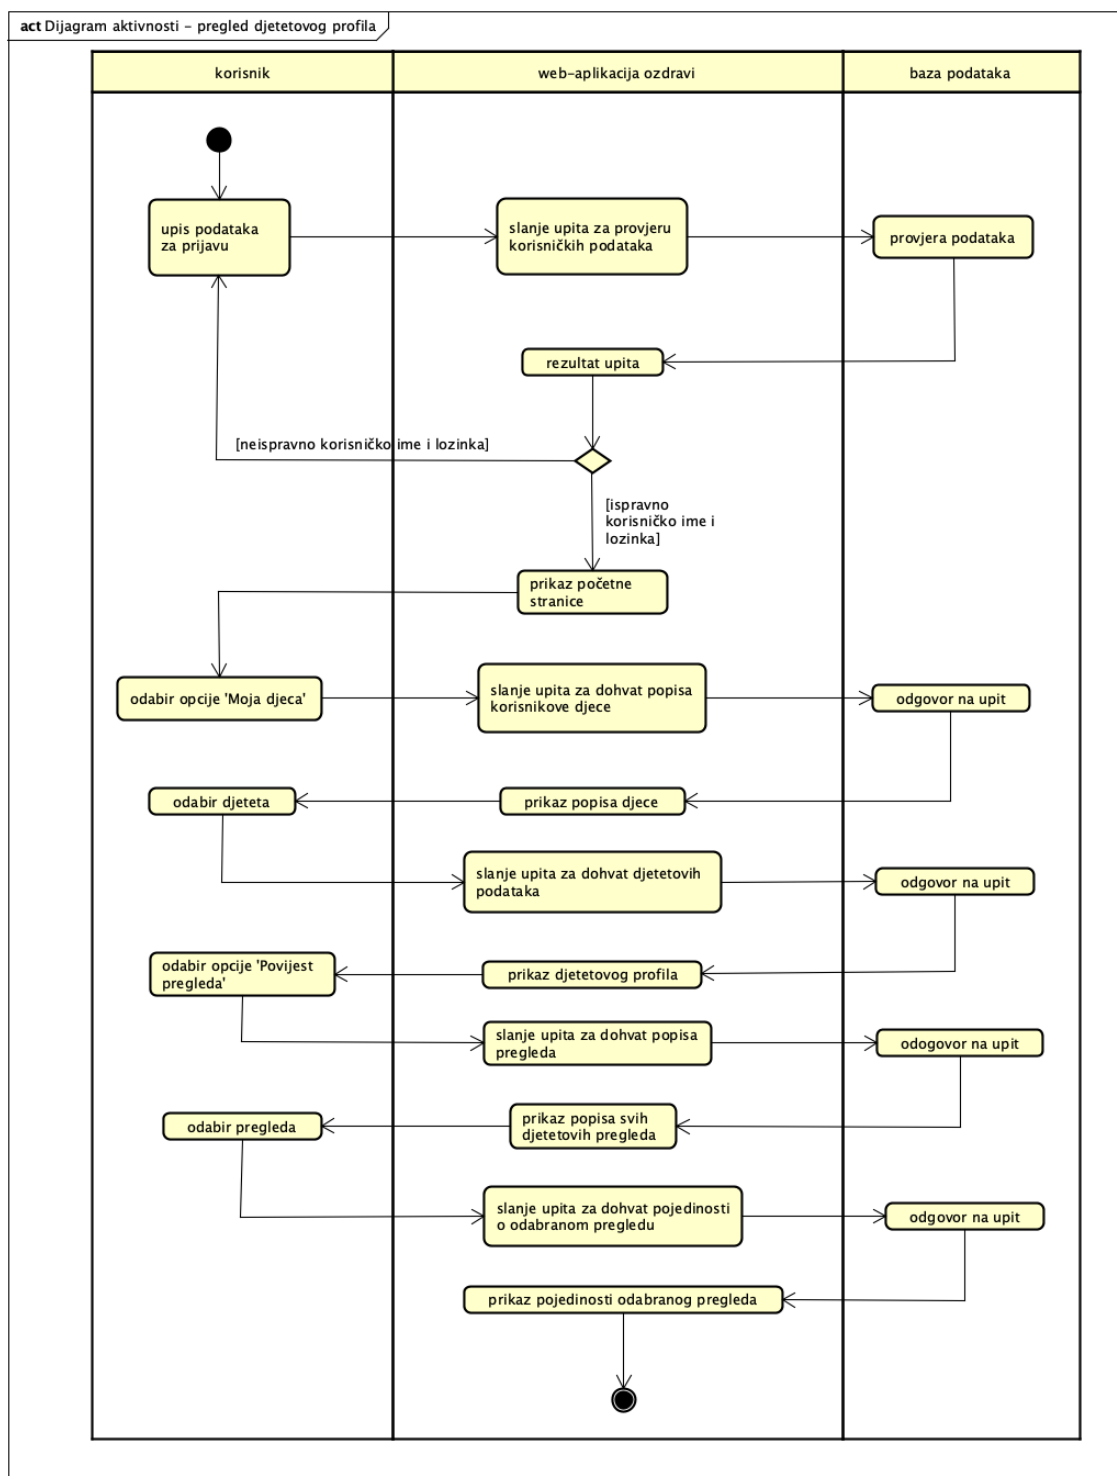 act Dijagram aktivnosti – pregled djetetovog profila
korisnik
web-aplikacija ozdravi
baza podataka
upis podataka
za prijavu
slanje upita za provjeru
korisničkih podataka
provjera podataka
rezultat upita
[neispravno korisničko ime i lozinka]
[ispravno
korisničko ime i
lozinka]
prikaz početne
stranice
odabir opcije 'Moja djeca'
slanje upita za dohvat popisa
korisnikove djece
odgovor na upit
odabir djeteta
prikaz popisa djece
slanje upita za dohvat djetetovih
podataka
odgovor na upit
odabir opcije 'Povijest
pregleda'
prikaz djetetovog profila
slanje upita za dohvat popisa
pregleda
odogovor na upit
odabir pregleda
prikaz popisa svih
djetetovih pregleda
slanje upita za dohvat pojedinosti
o odabranom pregledu
odgovor na upit
prikaz pojedinosti odabranog pregleda